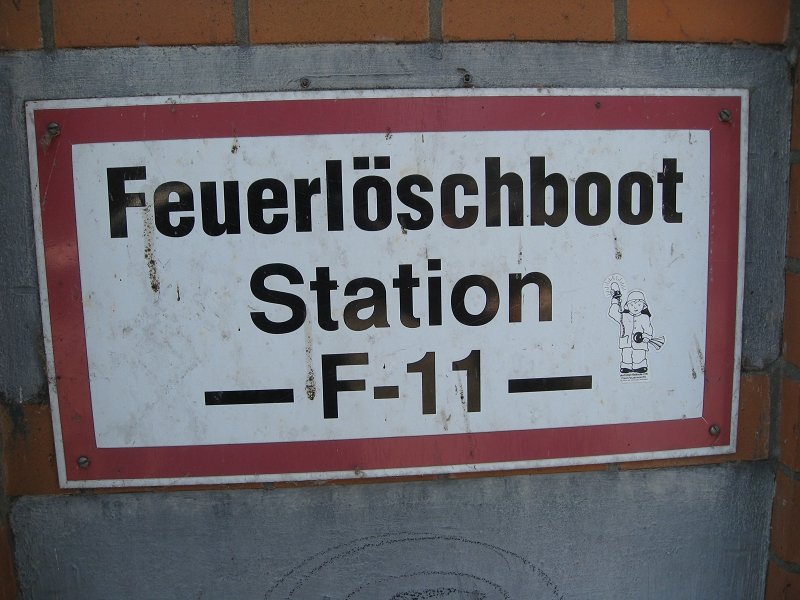 Feuerlöschboot
Station
— F-11 —